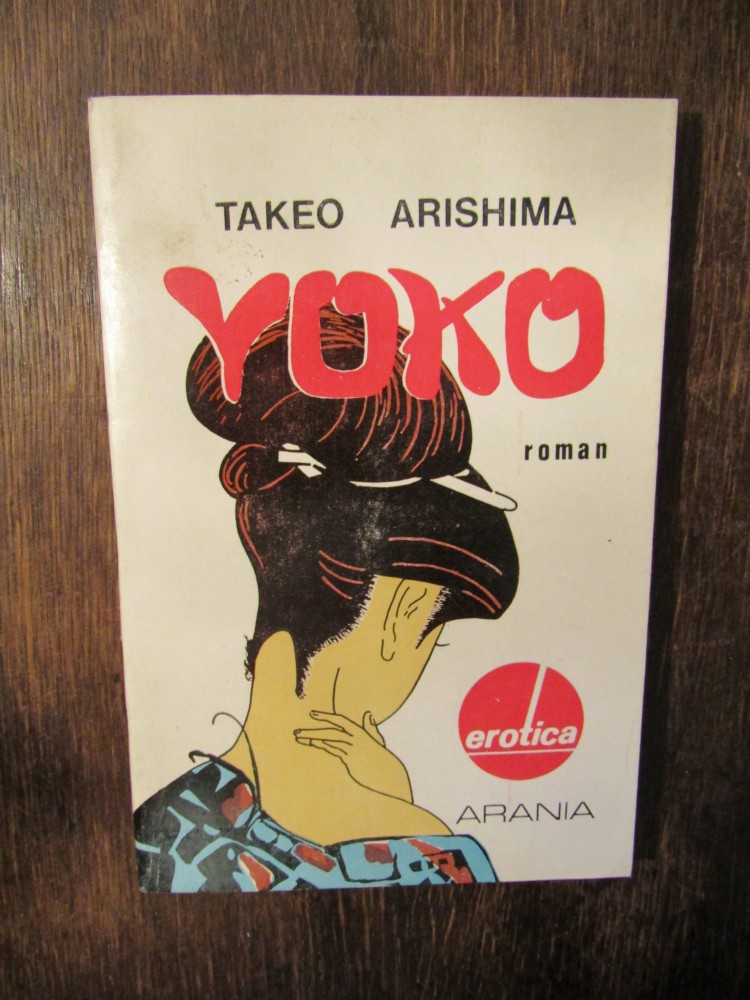 TAKEO ARISHIMA
YOKO
roman
erotica
ARANIA